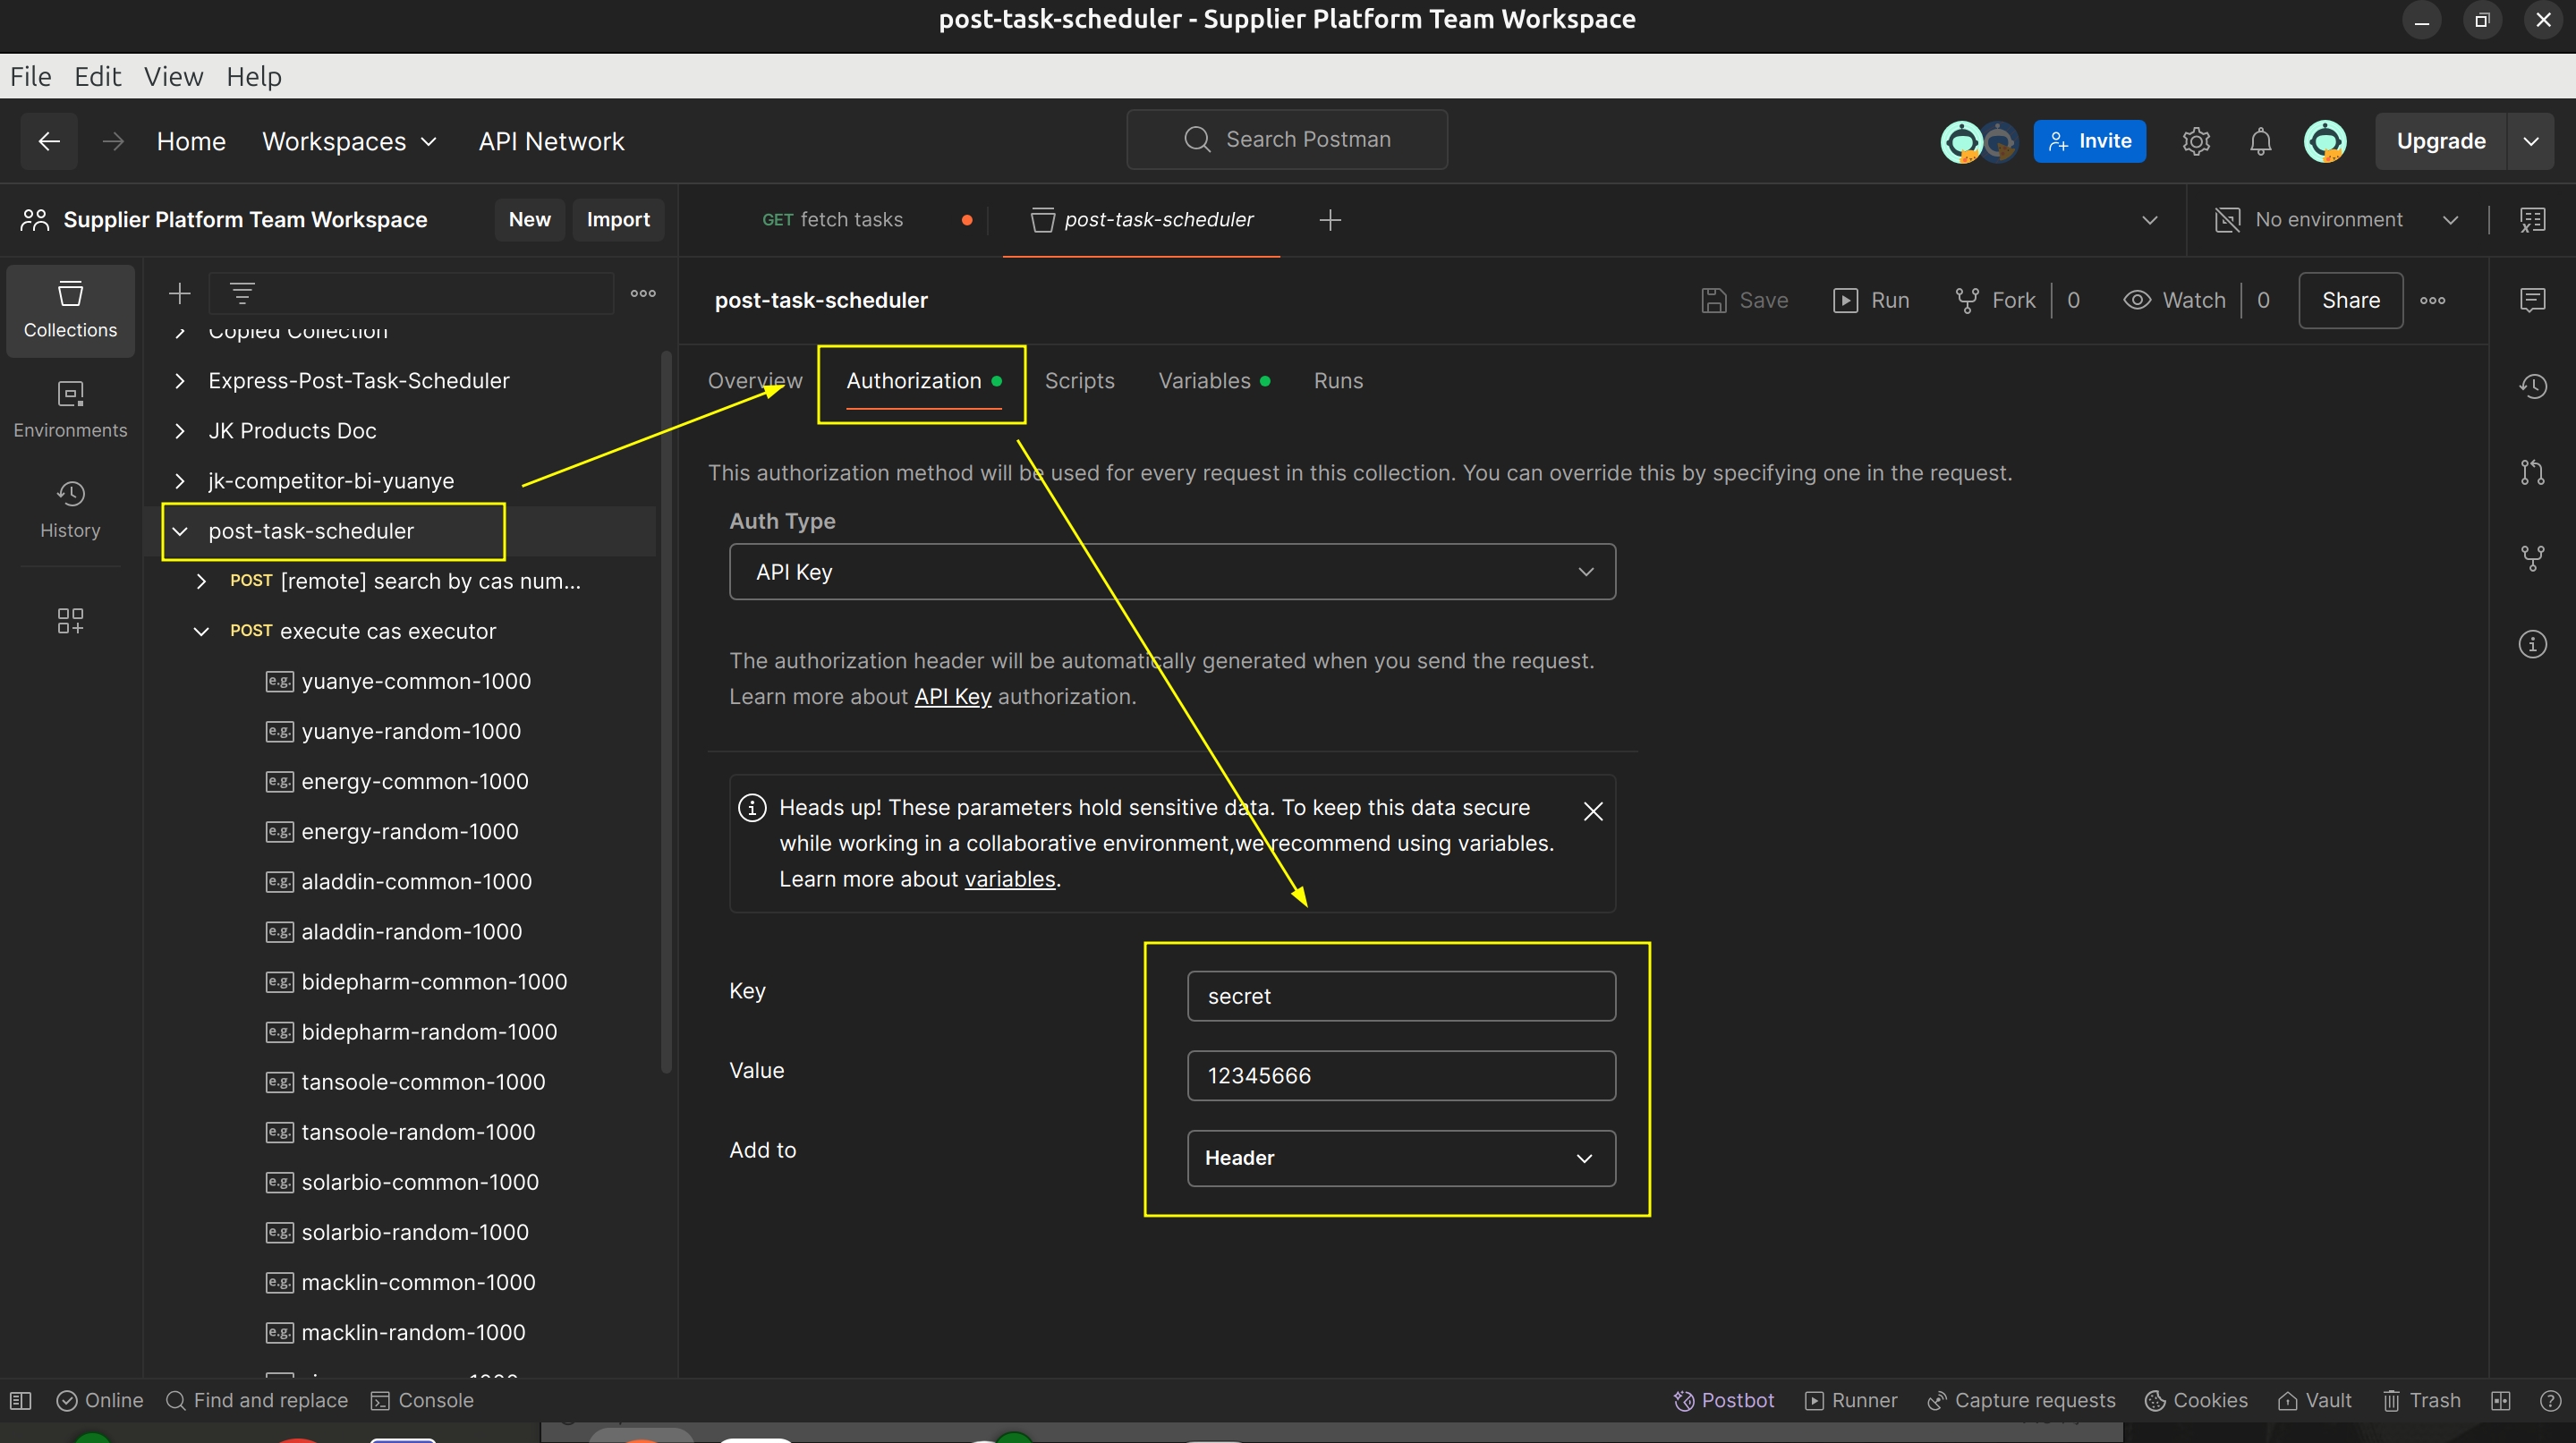 post-task-scheduler - Supplier Platform Team Workspace
File Edit View Help
Home Workspaces API Network
Search Postman
Invite
Upgrade
Supplier Platform Team Workspace
New Import
GET fetch tasks
post-task-scheduler
No environment
Collections
Environments
History
Copied Collection
Express-Post-Task-Scheduler
JK Products Doc
jk-competitor-bi-yuanye
post-task-scheduler
POST [remote] search by cas num...
POST execute cas executor
e.g. yuanye-common-1000
e.g. yuanye-random-1000
e.g. energy-common-1000
e.g. energy-random-1000
e.g. aladdin-common-1000
e.g. aladdin-random-1000
e.g. bidepharm-common-1000
e.g. bidepharm-random-1000
e.g. tansoole-common-1000
e.g. tansoole-random-1000
e.g. solarbio-common-1000
e.g. solarbio-random-1000
e.g. macklin-common-1000
e.g. macklin-random-1000
post-task-scheduler
Save Run Fork 0 Watch 0 Share
Overview Authorization Scripts Variables Runs
This authorization method will be used for every request in this collection. You can override this by specifying one in the request.
Auth Type
API Key
The authorization header will be automatically generated when you send the request.
Learn more about API Key authorization.
Heads up! These parameters hold sensitive data. To keep this data secure
while working in a collaborative environment,we recommend using variables.
Learn more about variables.
Key
secret
Value
12345666
Add to
Header
Online Find and replace Console
Postbot Runner Capture requests Cookies Vault Trash